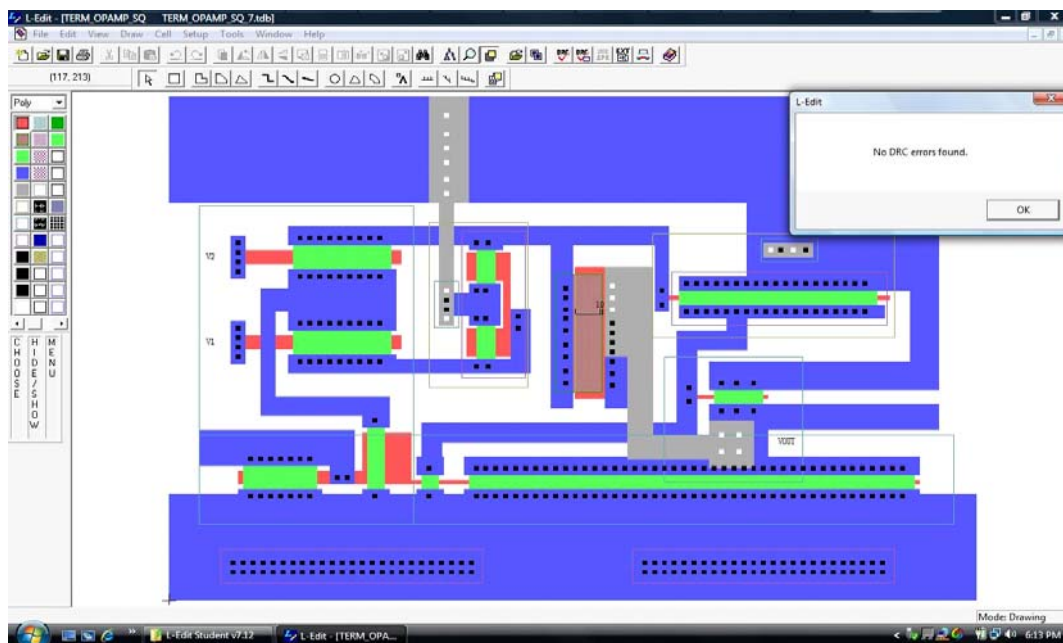 L-Edit - [TERM_OPAMP_SQ TERM_OPAMP_SQ_7.tdb]
File Edit View Draw Cell Setup Tools Window Help
(117, 213)
Poly
L-Edit
No DRC errors found.
OK
V2
V1
10
VOUT
CHOOSE
HIDE/SHOW
MENU
Mode: Drawing
L-Edit Student v7.12
L-Edit - [TERM_OPA...
6:13 PM